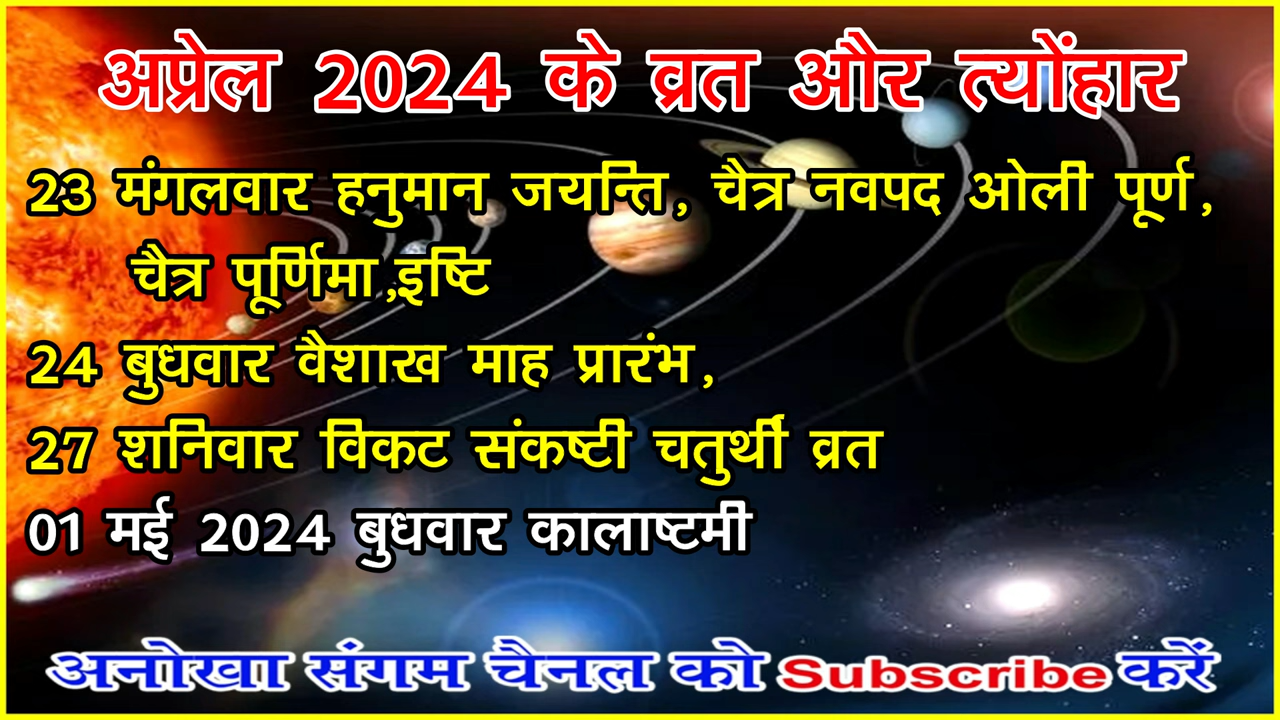 अप्रेल 2024 के व्रत और त्योंहार
23 मंगलवार हनुमान जयन्ति, चैत्र नवपद ओली पूर्ण,
चैत्र पूर्णिमा,इष्टि
24 बुधवार वैशाख माह प्रारंभ,
27 शनिवार विकट संकष्टी चतुर्थी व्रत
01 मई 2024 बुधवार कालाष्टमी
अनोखा संगम चैनल को Subscribe करें